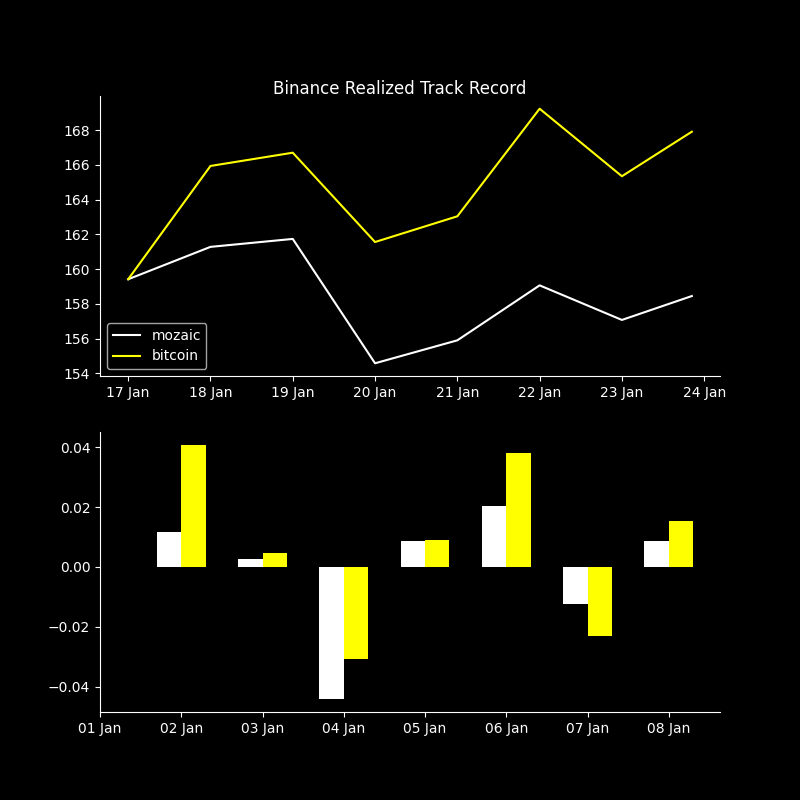 Binance Realized Track Record
168
166
164
162
160
158
156
154
mozaic
bitcoin
17 Jan 18 Jan 19 Jan 20 Jan 21 Jan 22 Jan 23 Jan 24 Jan
0.04
0.02
0.00
−0.02
−0.04
01 Jan 02 Jan 03 Jan 04 Jan 05 Jan 06 Jan 07 Jan 08 Jan